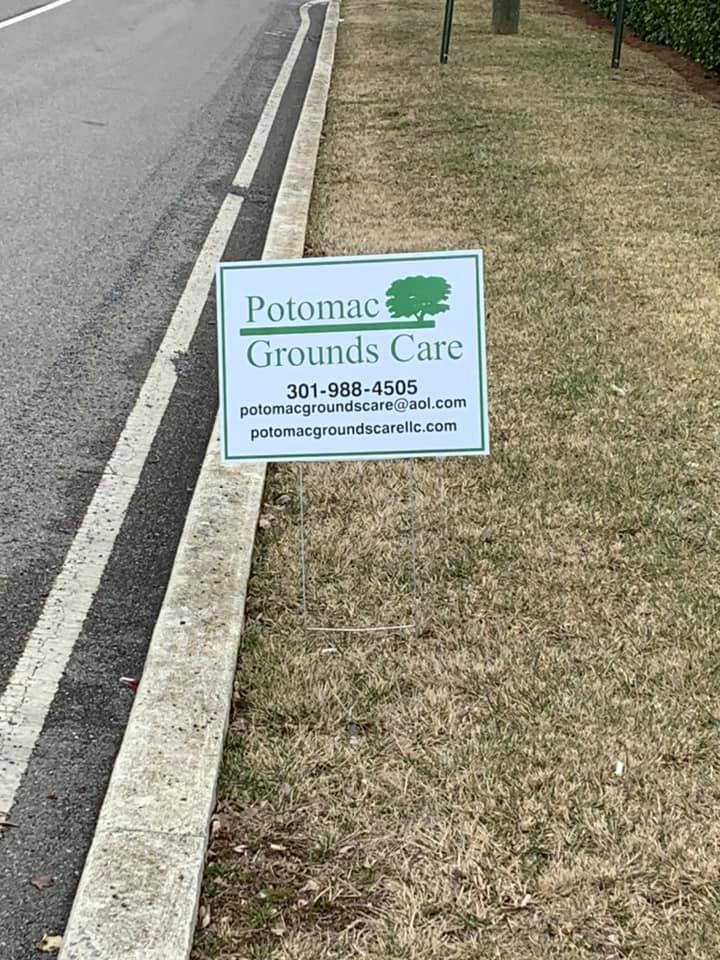 Potomac
Grounds Care
301-988-4505
potomacgroundscare@aol.com
potomacgroundscarellc.com